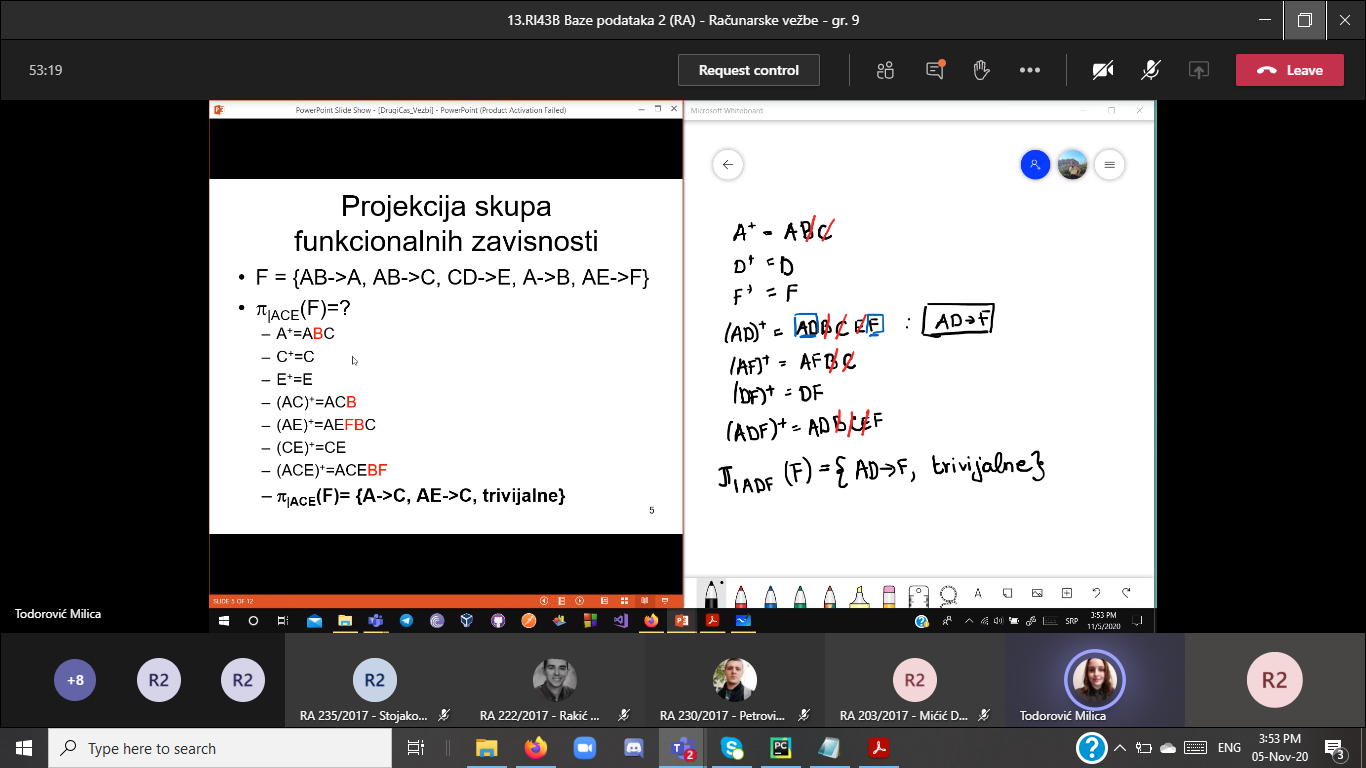 13.RI43B Baze podataka 2 (RA) - Računarske vežbe - gr. 9
53:19
Request control
Leave
PowerPoint Slide Show - [DrugiCas_Vezbi] - PowerPoint (Product Activation Failed)
Projekcija skupa
funkcionalnih zavisnosti
• F = {AB->A, AB->C, CD->E, A->B, AE->F}
• π|ACE(F)=?
– A+=ABC
– C+=C
– E+=E
– (AC)+=ACB
– (AE)+=AEFBC
– (CE)+=CE
– (ACE)+=ACEBF
– π|ACE(F)= {A->C, AE->C, trivijalne}
5
SLIDE 5 OF 12
Microsoft Whiteboard
A+ = ABC
D+ = D
F+ = F
(AD)+ = ADBCEF : AD→F
(AF)+ = AFBC
(DF)+ = DF
(ADF)+ = ADBCEF
π|ADF (F) = { AD→F, trivijalne}
A
SRP
3:53 PM
11/5/2020
Todorović Milica
+8
R2
R2
R2
RA 235/2017 - Stojako...
RA 222/2017 - Rakić ...
RA 230/2017 - Petrovi...
R2
RA 203/2017 - Mićić D...
Todorović Milica
R2
Type here to search
2
ENG
3:53 PM
05-Nov-20
3